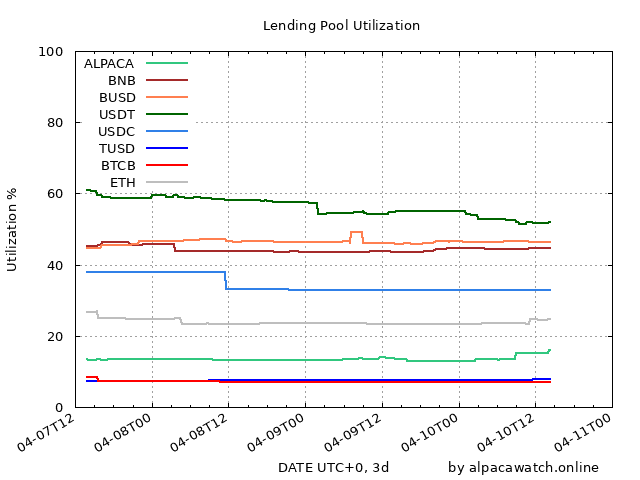 Lending Pool Utilization
100
80
60
40
20
0
Utilization %
ALPACA
BNB
BUSD
USDT
USDC
TUSD
BTCB
ETH
04-07T12
04-08T00
04-08T12
04-09T00
04-09T12
04-10T00
04-10T12
04-11T00
DATE UTC+0, 3d
by alpacawatch.online